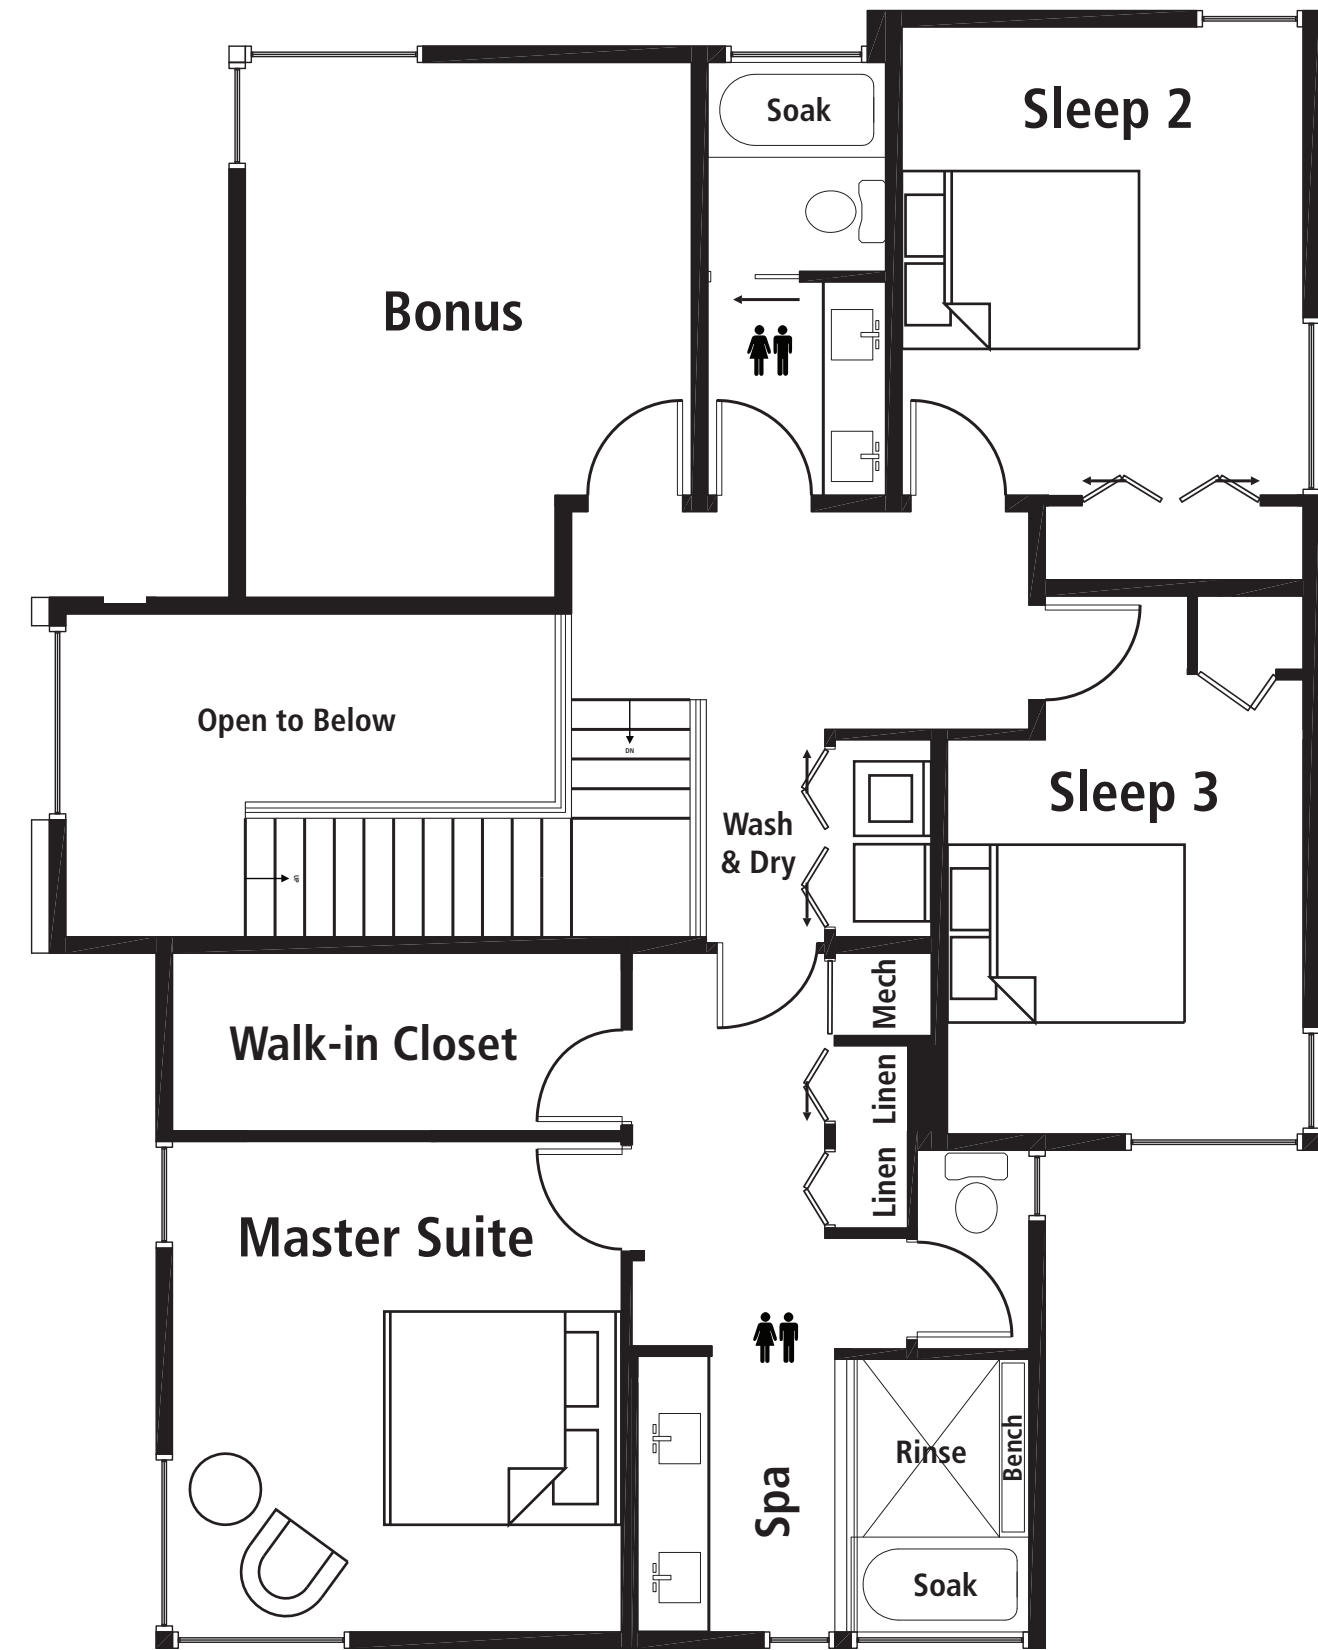 Soak
Sleep 2
Bonus
Open to Below
DN
Sleep 3
Wash
& Dry
UP
Mech
Walk-in Closet
Linen
Linen
Master Suite
Rinse
Bench
Spa
Soak